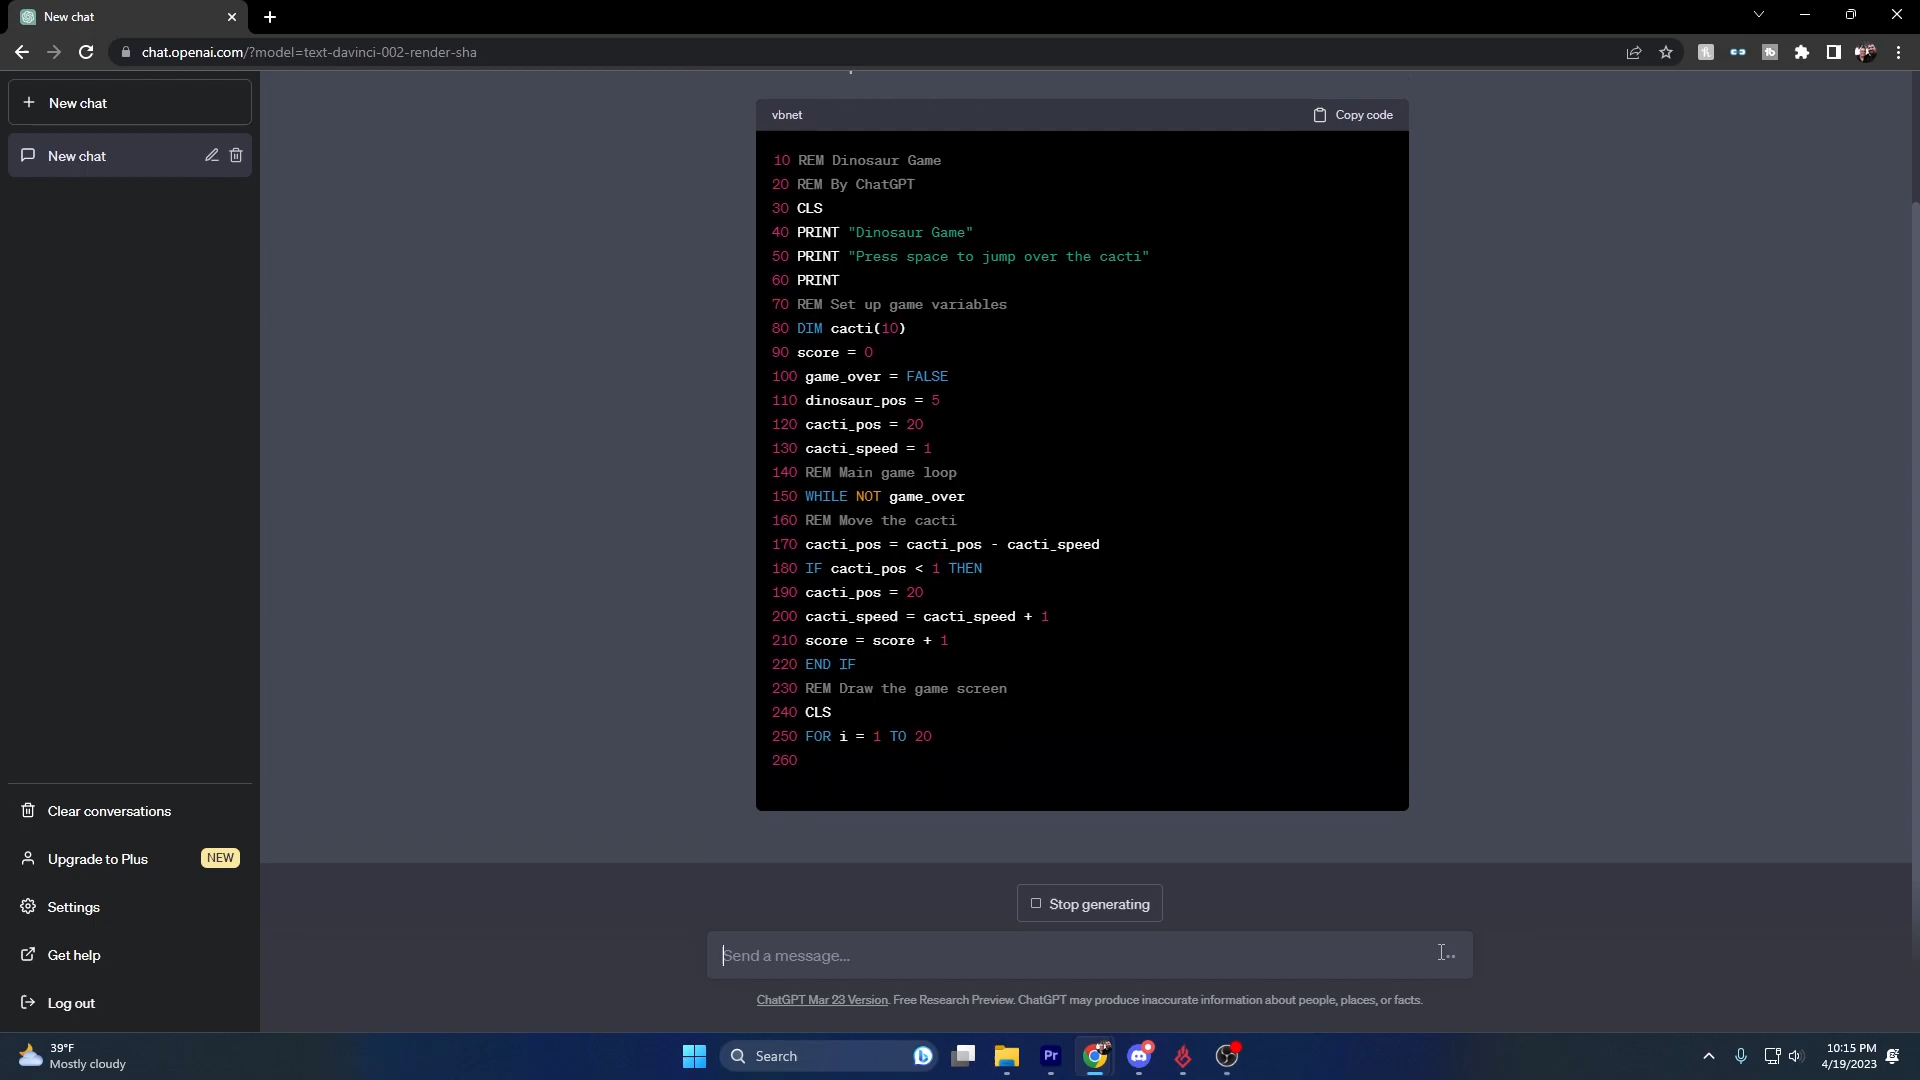 New chat
chat.openai.com/?model=text-davinci-002-render-sha
New chat
New chat
vbnet
Copy code
10 REM Dinosaur Game
20 REM By ChatGPT
30 CLS
40 PRINT "Dinosaur Game"
50 PRINT "Press space to jump over the cacti"
60 PRINT
70 REM Set up game variables
80 DIM cacti(10)
90 score = 0
100 game_over = FALSE
110 dinosaur_pos = 5
120 cacti_pos = 20
130 cacti_speed = 1
140 REM Main game loop
150 WHILE NOT game_over
160 REM Move the cacti
170 cacti_pos = cacti_pos - cacti_speed
180 IF cacti_pos < 1 THEN
190 cacti_pos = 20
200 cacti_speed = cacti_speed + 1
210 score = score + 1
220 END IF
230 REM Draw the game screen
240 CLS
250 FOR i = 1 TO 20
260
Clear conversations
Upgrade to Plus NEW
Settings
Get help
Log out
Stop generating
Send a message...
ChatGPT Mar 23 Version. Free Research Preview. ChatGPT may produce inaccurate information about people, places, or facts.
39°F
Mostly cloudy
Search
Pr
10:15 PM
4/19/2023